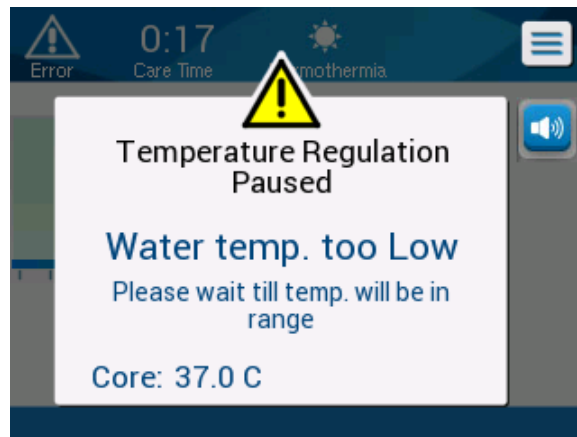 0:17
Error
Care Time
mothermia
Temperature Regulation
Paused
Water temp. too Low
Please wait till temp. will be in
range
Core: 37.0 C